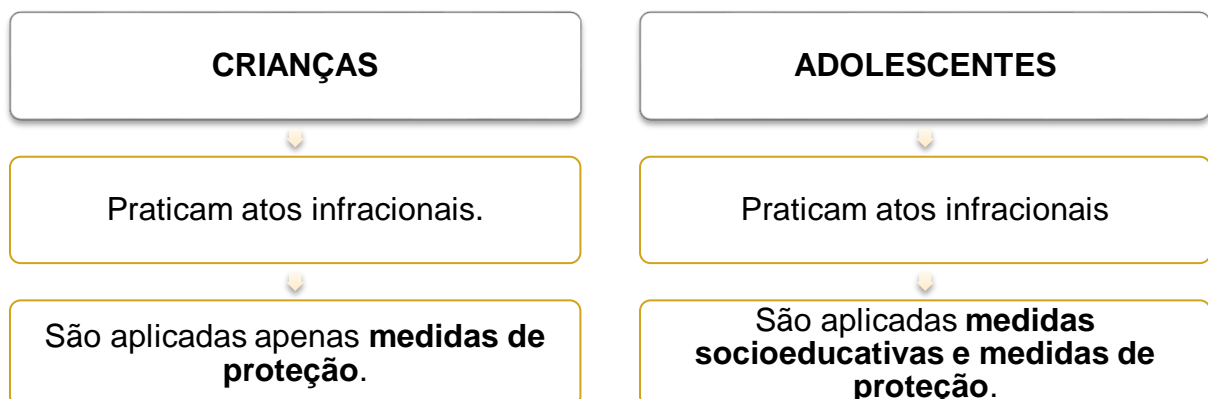 CRIANÇAS
Praticam atos infracionais.
São aplicadas apenas medidas de
proteção.
ADOLESCENTES
Praticam atos infracionais
São aplicadas medidas
socioeducativas e medidas de
proteção.